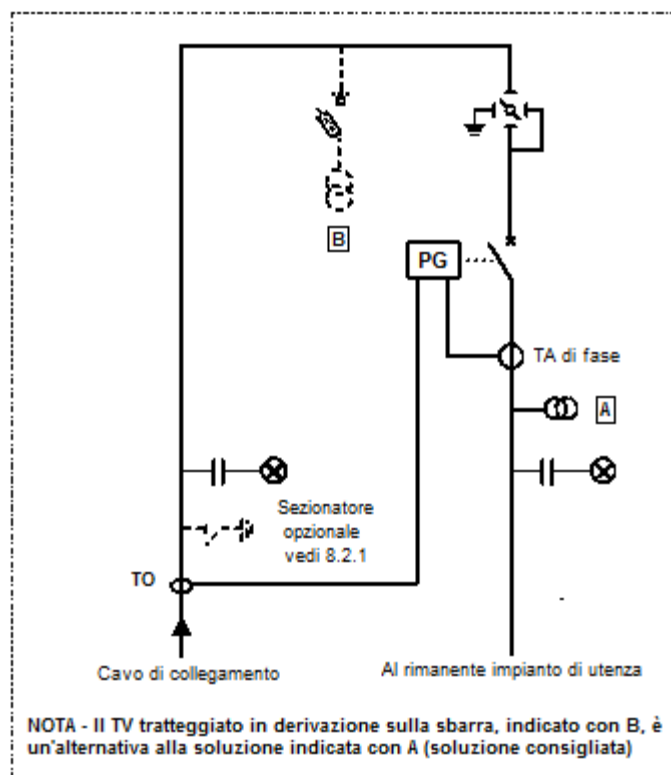 B
PG
TA di fase
A
Sezionatore
opzionale
vedi 8.2.1
TO
Cavo di collegamento
Al rimanente impianto di utenza
NOTA - Il TV tratteggiato in derivazione sulla sbarra, indicato con B, è
un'alternativa alla soluzione indicata con A (soluzione consigliata)